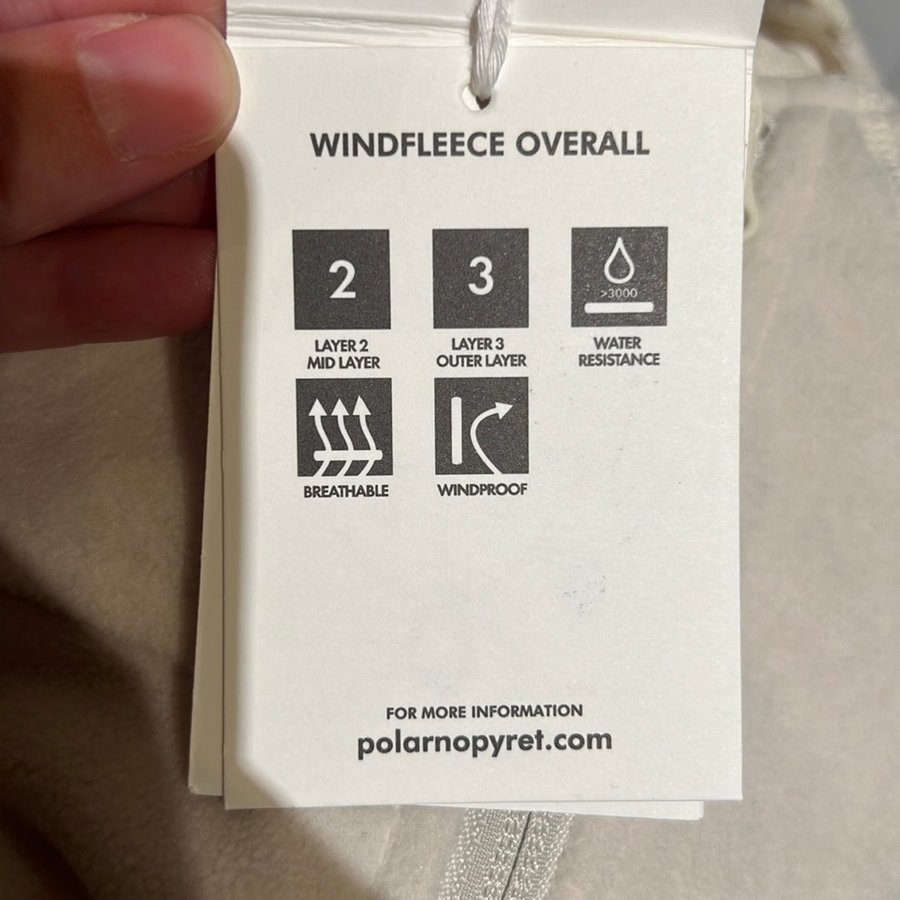 WINDFLEECE OVERALL
2
3
>3000
LAYER 2
MID LAYER
LAYER 3
OUTER LAYER
WATER
RESISTANCE
BREATHABLE
WINDPROOF
FOR MORE INFORMATION
polarnopyret.com